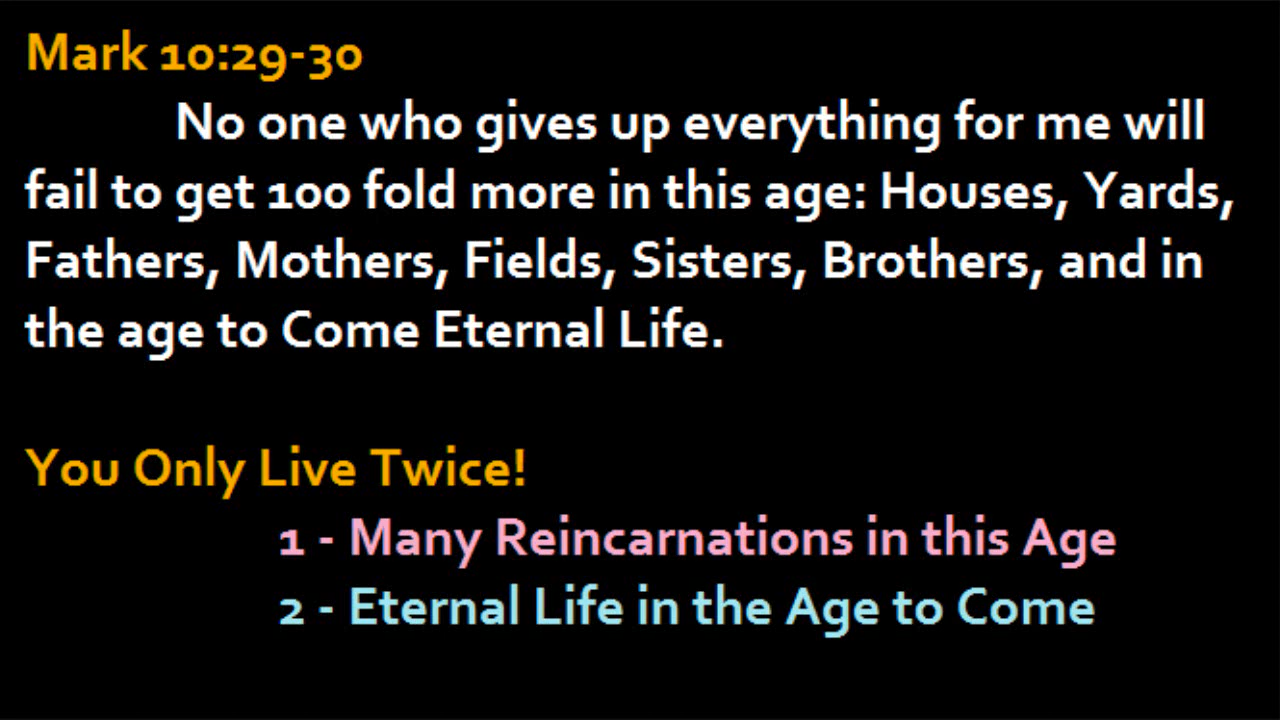 Mark 10:29-30
No one who gives up everything for me will
fail to get 100 fold more in this age: Houses, Yards,
Fathers, Mothers, Fields, Sisters, Brothers, and in
the age to Come Eternal Life.
You Only Live Twice!
1 - Many Reincarnations in this Age
2 - Eternal Life in the Age to Come